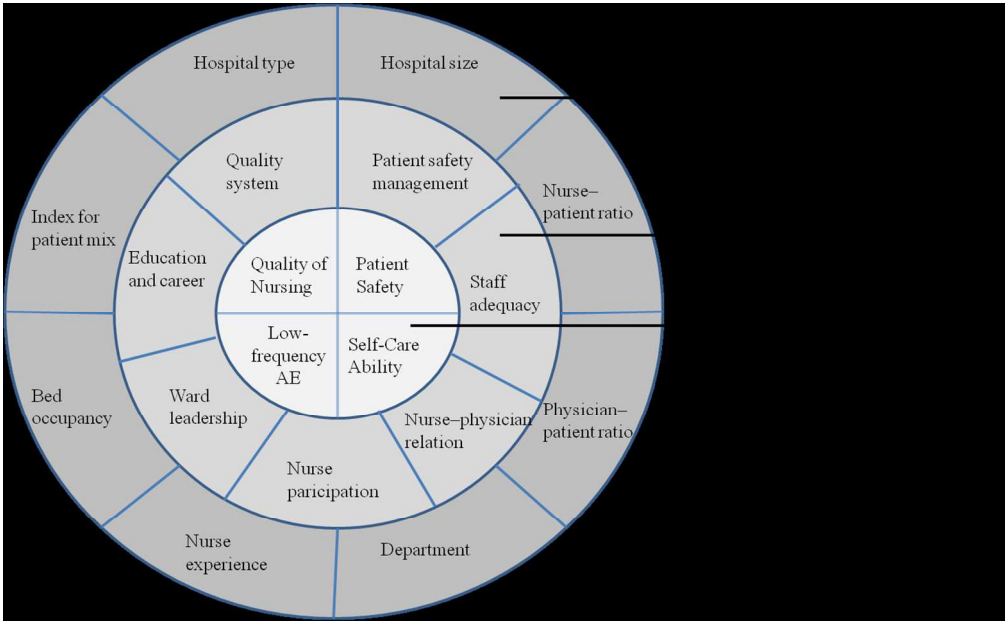 Hospital type
Hospital size
Quality
system
Patient safety
management
Nurse–
patient ratio
Index for
patient mix
Education
and career
Quality of
Nursing
Patient
Safety
Staff
adequacy
Low-
frequency
AE
Self-Care
Ability
Bed
occupancy
Ward
leadership
Nurse–physician
relation
Physician–
patient ratio
Nurse
paricipation
Nurse
experience
Department